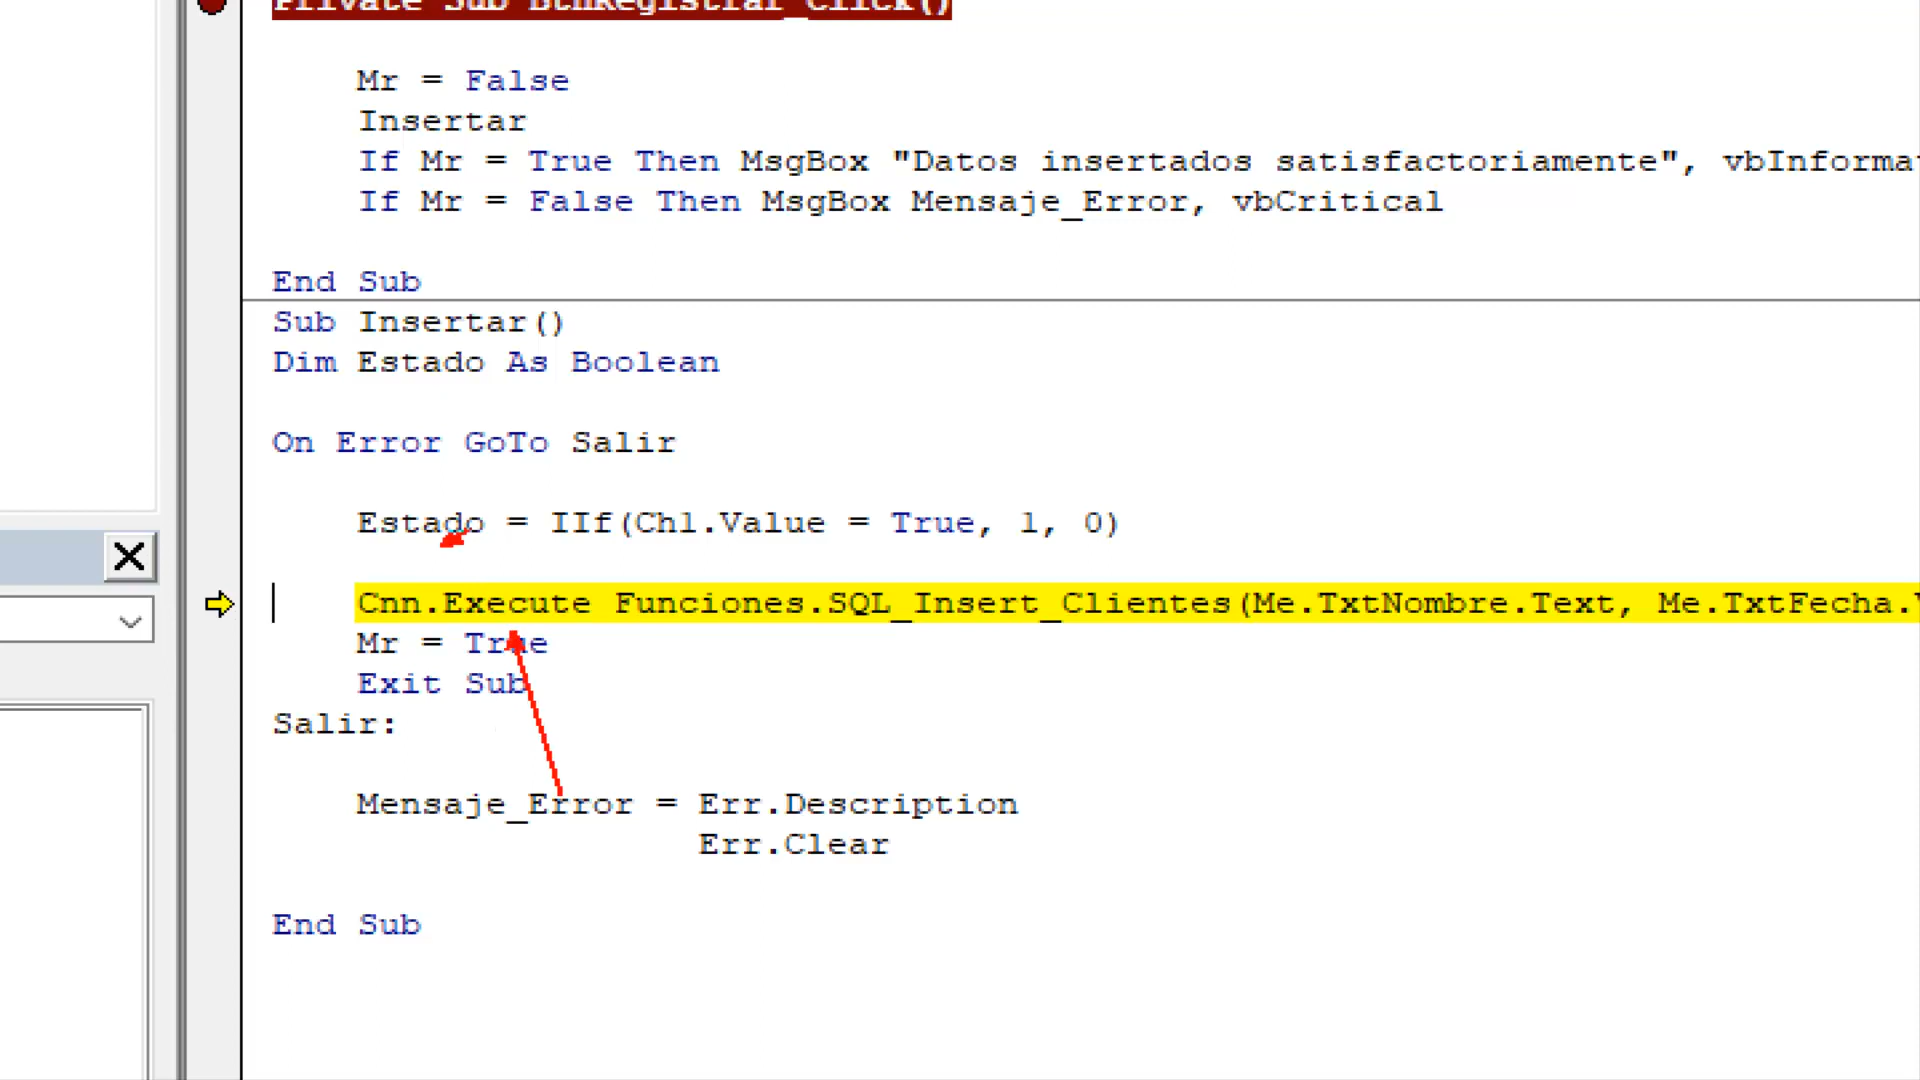 Private Sub BtnRegistrar_Click()
Mr = False
Insertar
If Mr = True Then MsgBox "Datos insertados satisfactoriamente", vbInforma
If Mr = False Then MsgBox Mensaje_Error, vbCritical
End Sub
Sub Insertar()
Dim Estado As Boolean
On Error GoTo Salir
Estado = IIf(Ch1.Value = True, 1, 0)
Cnn.Execute Funciones.SQL_Insert_Clientes(Me.TxtNombre.Text, Me.TxtFecha.
Mr = True
Exit Sub
Salir:
Mensaje_Error = Err.Description
Err.Clear
End Sub